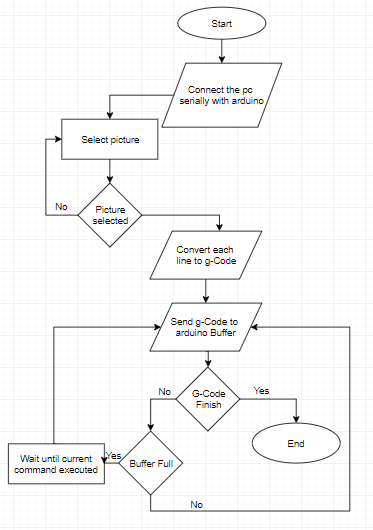 Start
Connect the pc
serially with arduino
Select picture
No
Picture
selected
Convert each
line to g-Code
Send g-Code to
arduino Buffer
No
G-Code
Finish
Yes
End
Wait until current
command executed
Yes
Buffer Full
No